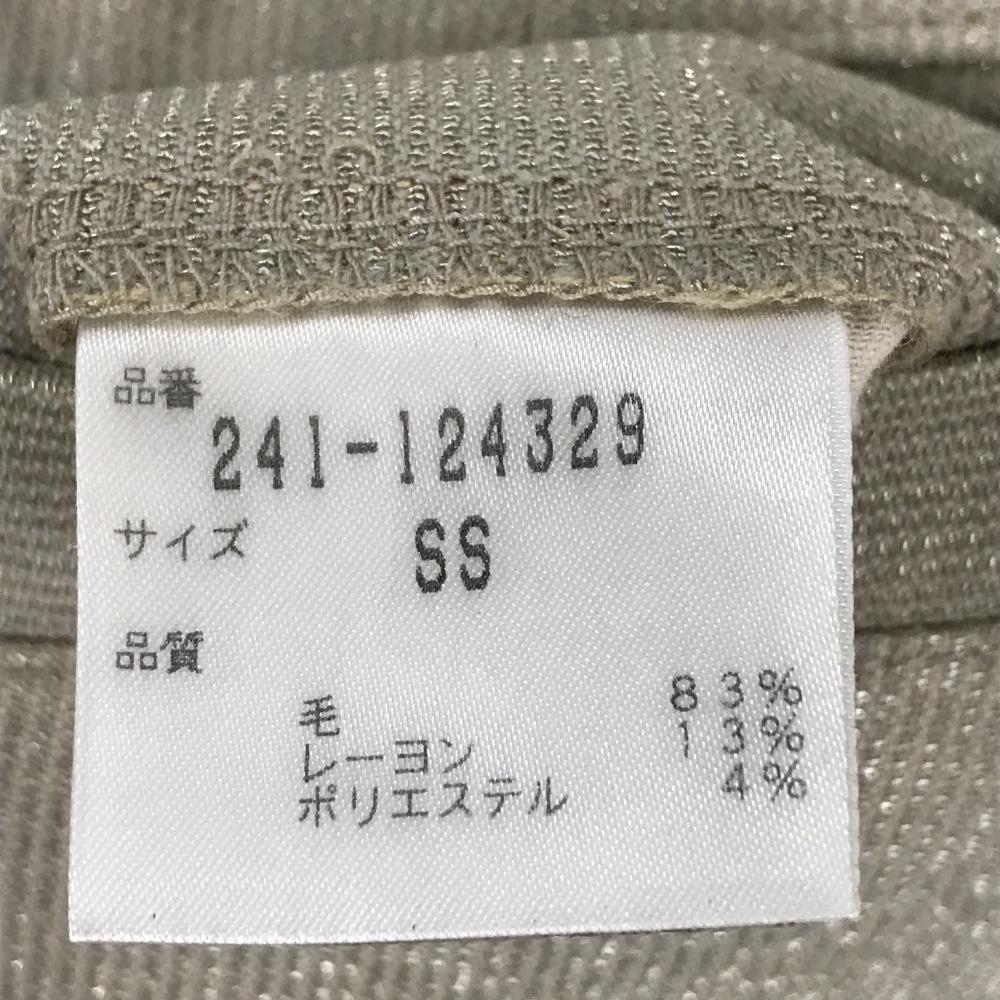 品番
241-124329
サイズ SS
品質
毛 83%
レーヨン 13%
ポリエステル 4%